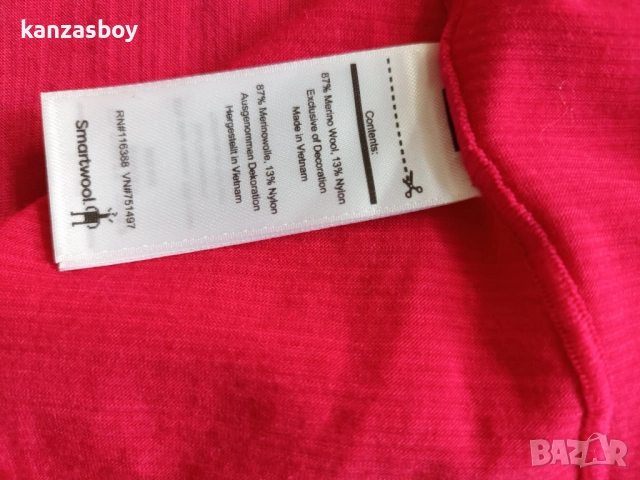 kanzasboy
Contents:
87% Merino Wool, 13% Nylon
Exclusive of Decoration
Made in Vietnam
87% Merinowolle, 13% Nylon
Ausgenommen Dekoration
Hergestellt in Vietnam
RN#116388 VN#751497
Smartwool
BAZAR